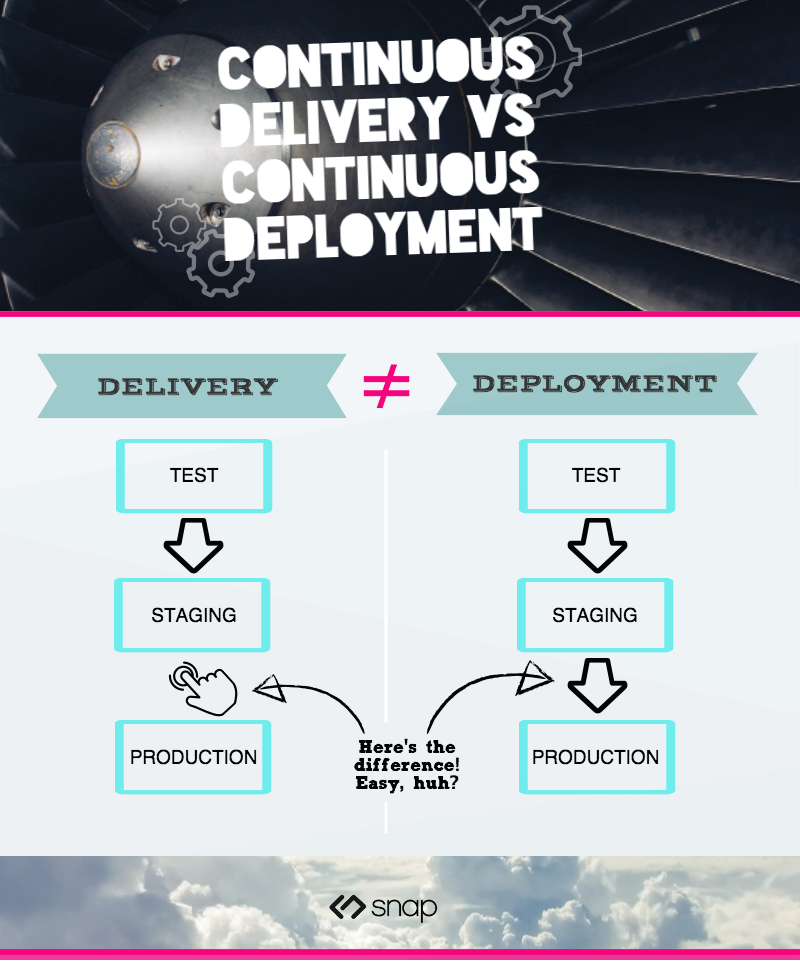 CONTINUOUS
DELIVERY VS
CONTINUOUS
DEPLOYMENT
DELIVERY ≠ DEPLOYMENT
TEST
STAGING
PRODUCTION
TEST
STAGING
PRODUCTION
Here's the
difference!
Easy, huh?
snap